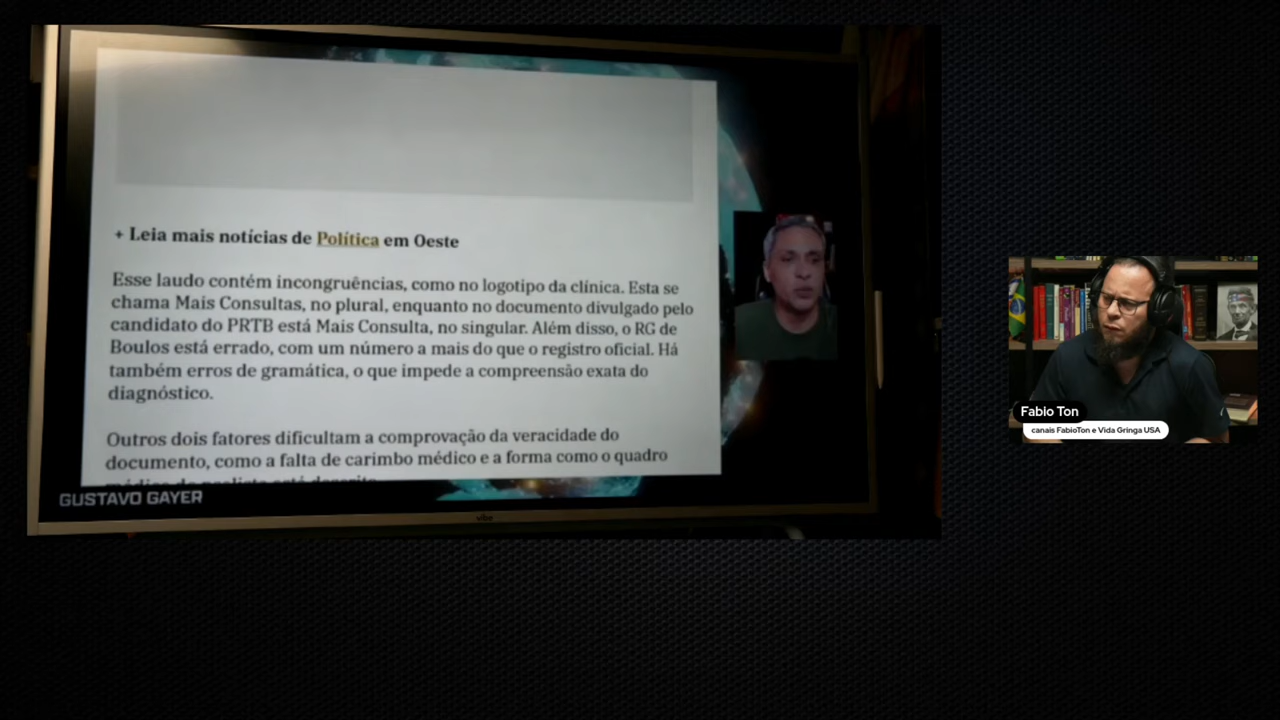 + Leia mais notícias de Política em Oeste
Esse laudo contém incongruências, como no logotipo da clínica. Esta se
chama Mais Consultas, no plural, enquanto no documento divulgado pelo
candidato do PRTB está Mais Consulta, no singular. Além disso, o RG de
Boulos está errado, com um número a mais do que o registro oficial. Há
também erros de gramática, o que impede a compreensão exata do
diagnóstico.
Outros dois fatores dificultam a comprovação da veracidade do
documento, como a falta de carimbo médico e a forma como o quadro
GUSTAVO GAYER
Fabio Ton
canais FabioTon e Vida Gringa USA